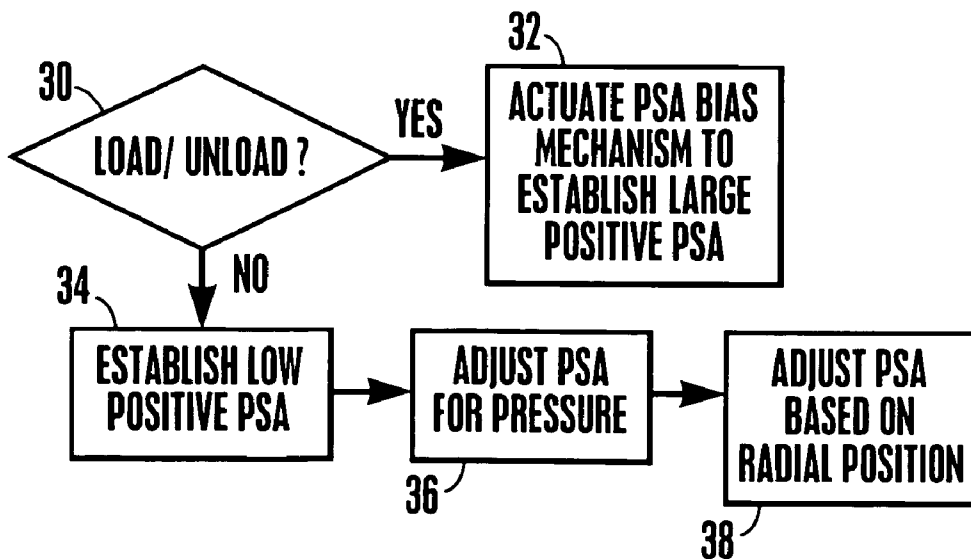 30
LOAD/ UNLOAD ?
YES
32
ACTUATE PSA BIAS
MECHANISM TO
ESTABLISH LARGE
POSITIVE PSA
NO
34
ESTABLISH LOW
POSITIVE PSA
ADJUST PSA
FOR PRESSURE
36
ADJUST PSA
BASED ON
RADIAL POSITION
38